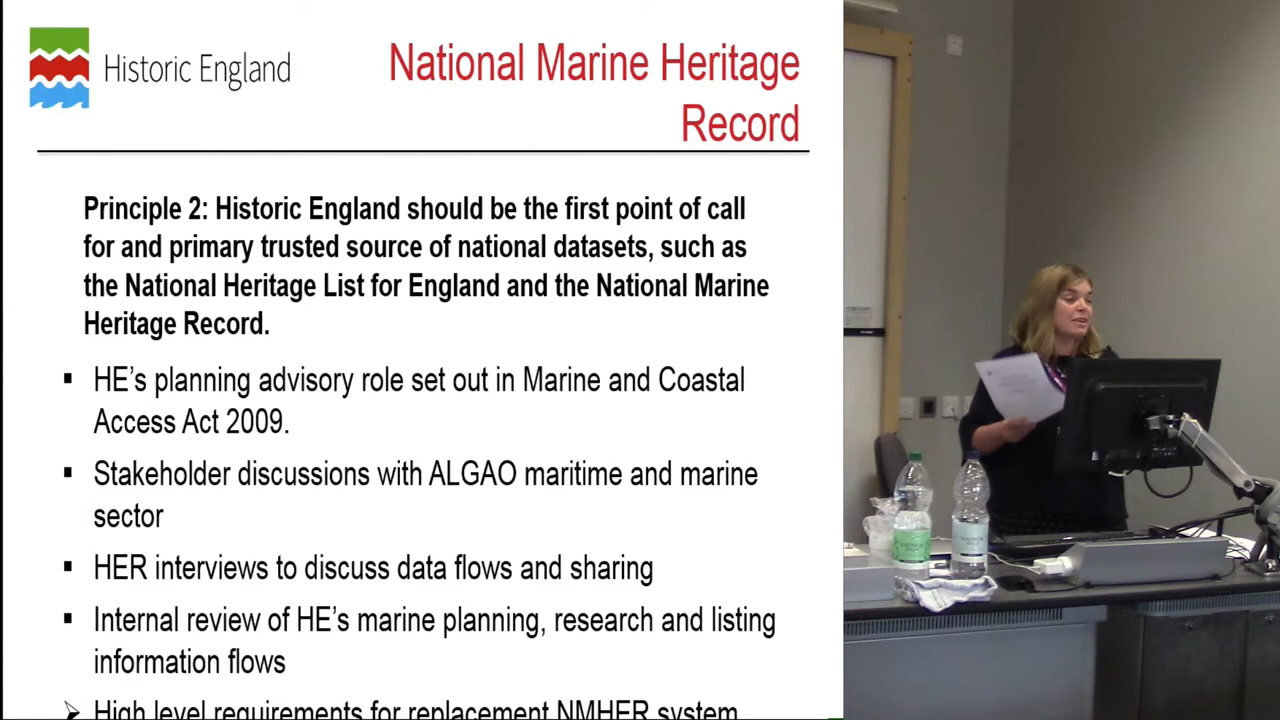 Historic England
National Marine Heritage
Record
Principle 2: Historic England should be the first point of call
for and primary trusted source of national datasets, such as
the National Heritage List for England and the National Marine
Heritage Record.
▪ HE’s planning advisory role set out in Marine and Coastal
Access Act 2009.
▪ Stakeholder discussions with ALGAO maritime and marine
sector
▪ HER interviews to discuss data flows and sharing
▪ Internal review of HE’s marine planning, research and listing
information flows
➢ High level requirements for replacement NMHER system